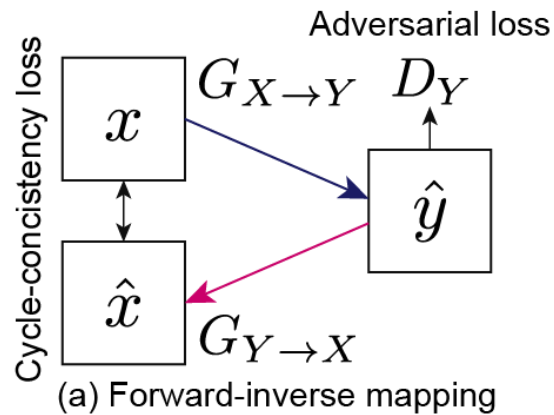 Adversarial loss
Cycle-concistency loss
x
G_{X→Y}
D_Y
ŷ
x̂
G_{Y→X}
(a) Forward-inverse mapping